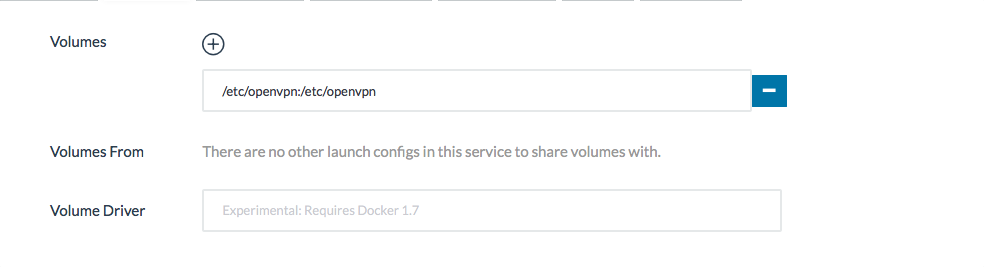 Volumes
/etc/openvpn:/etc/openvpn
Volumes From There are no other launch configs in this service to share volumes with.
Volume Driver Experimental: Requires Docker 1.7